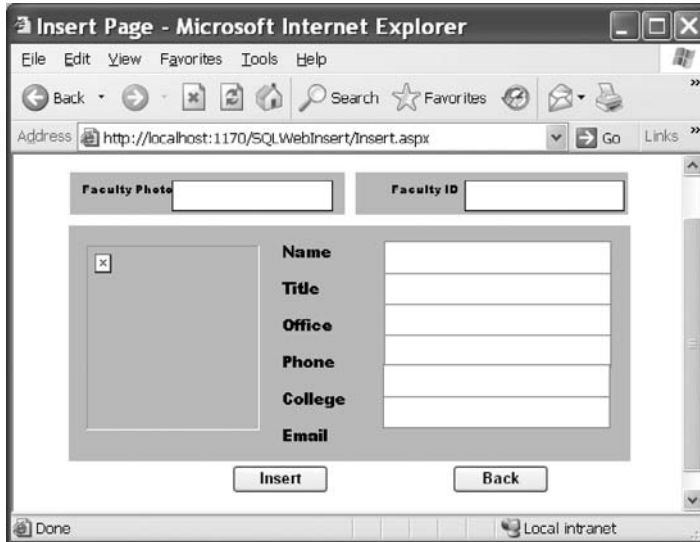 Insert Page - Microsoft Internet Explorer
File Edit View Favorites Tools Help
Back Search Favorites »
Address http://localhost:1170/SQLWebInsert/Insert.aspx Go Links »
Faculty Photo Faculty ID
Name
Title
Office
Phone
College
Email
Insert Back
Done Local intranet